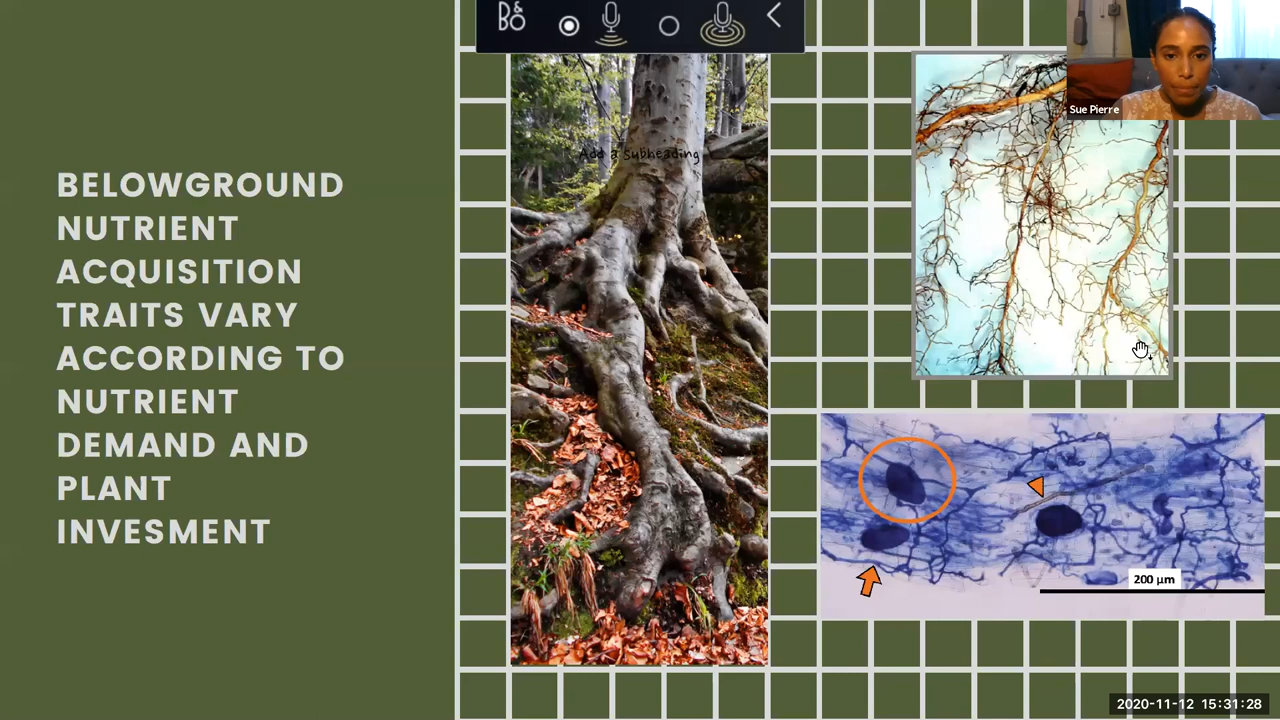 B&
BO
Sue Pierre
Add a subheading
BELOWGROUND
NUTRIENT
ACQUISITION
TRAITS VARY
ACCORDING TO
NUTRIENT
DEMAND AND
PLANT
INVESMENT
200 µm
2020-11-12 15:31:28